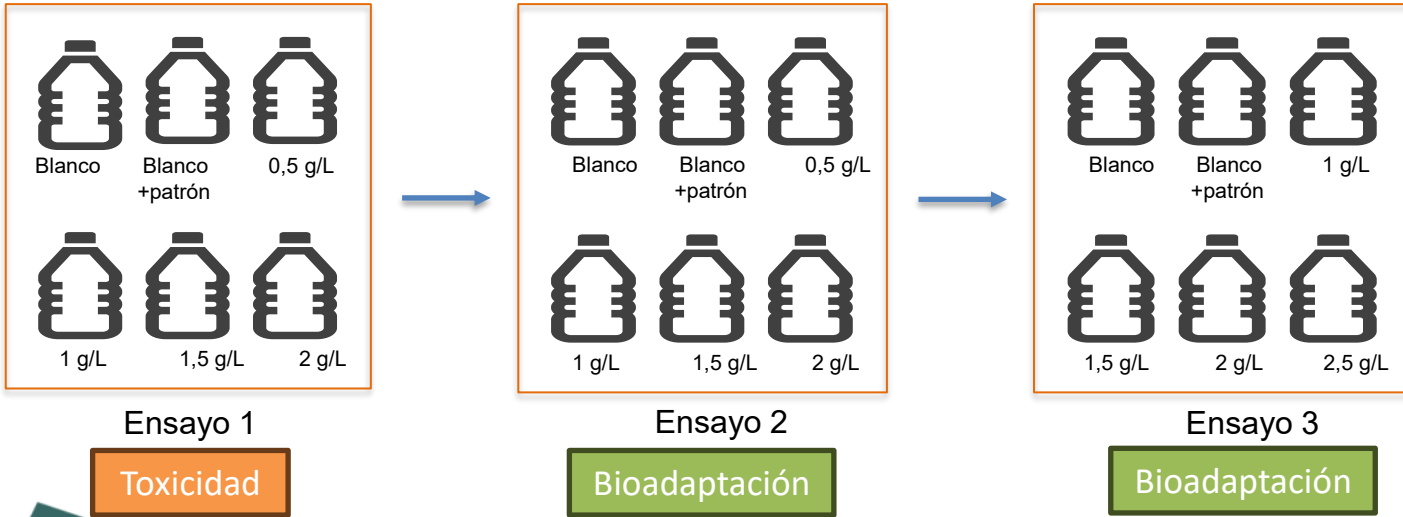 Blanco
Blanco
+patrón
0,5 g/L
1 g/L
1,5 g/L
2 g/L
Ensayo 1
Toxicidad
Blanco
Blanco
+patrón
0,5 g/L
1 g/L
1,5 g/L
2 g/L
Ensayo 2
Bioadaptación
Blanco
Blanco
+patrón
1 g/L
1,5 g/L
2 g/L
2,5 g/L
Ensayo 3
Bioadaptación